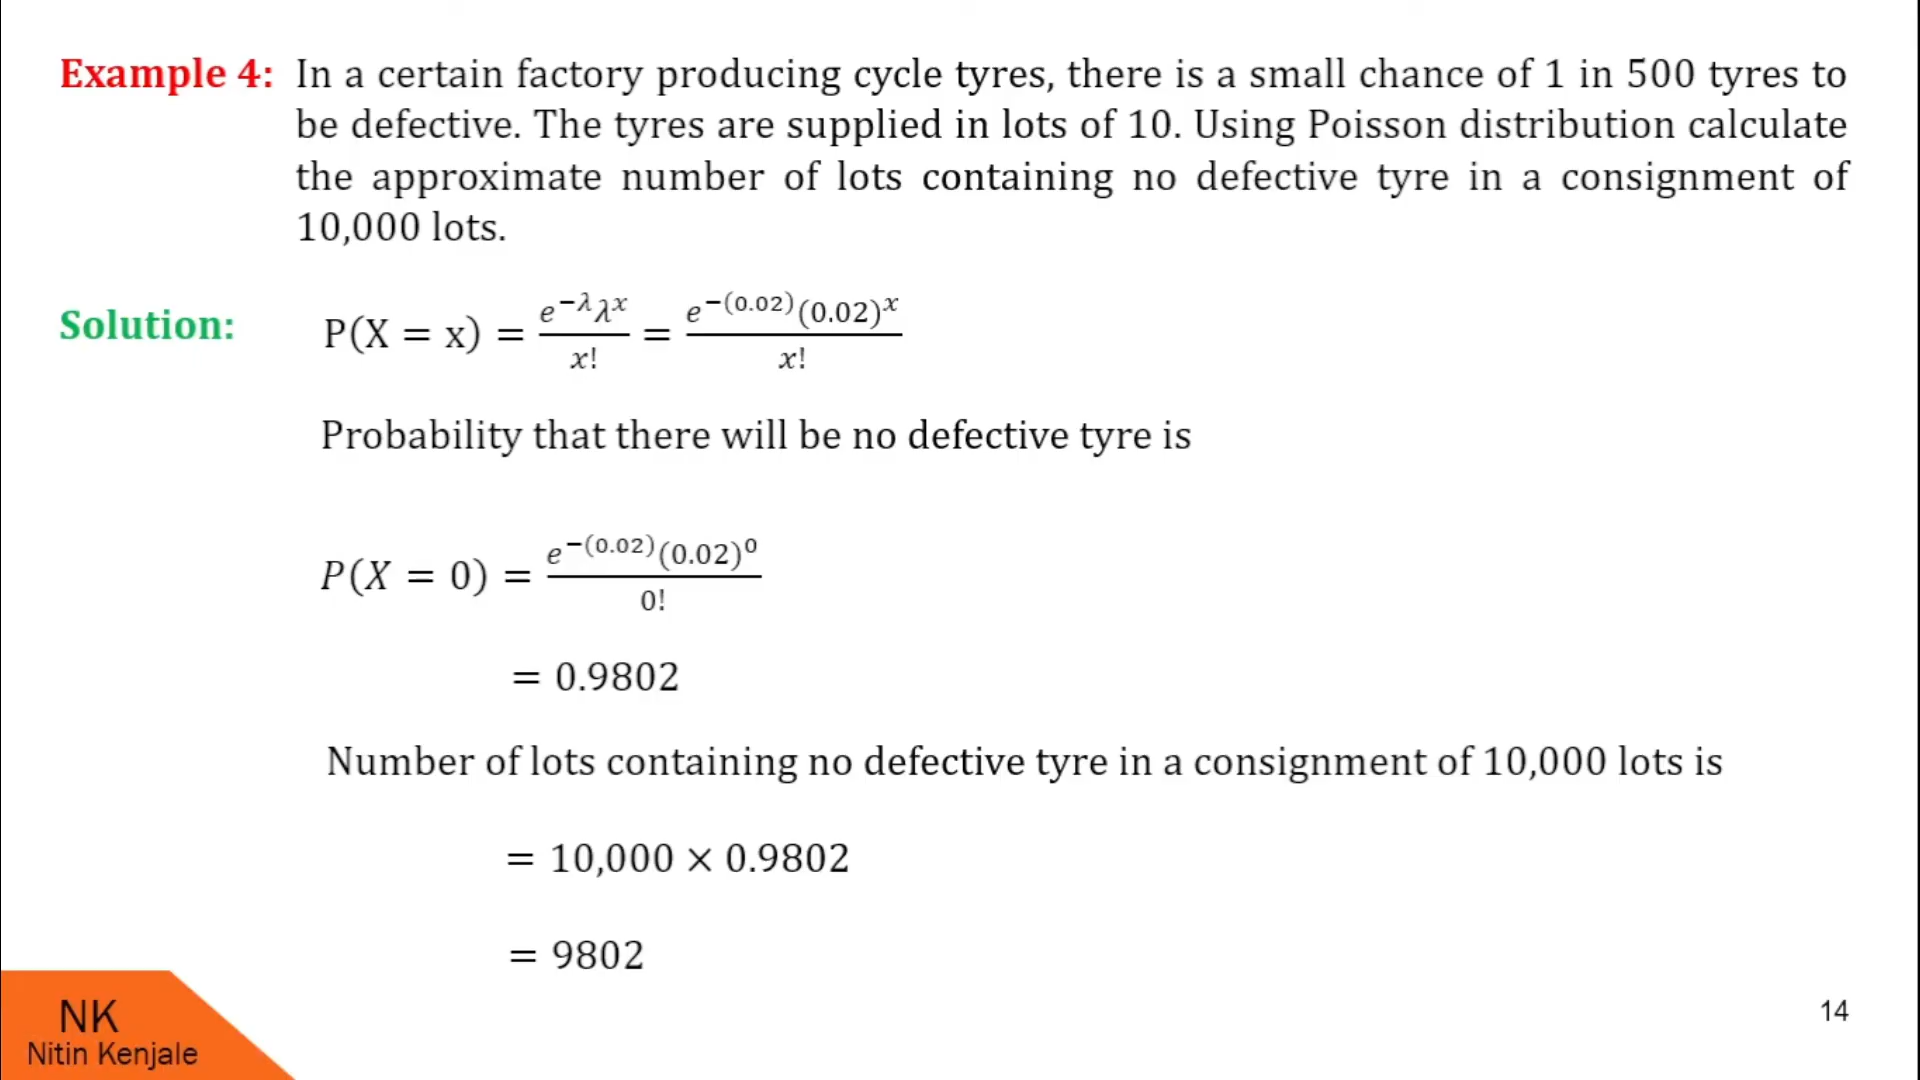 Example 4: In a certain factory producing cycle tyres, there is a small chance of 1 in 500 tyres to
be defective. The tyres are supplied in lots of 10. Using Poisson distribution calculate
the approximate number of lots containing no defective tyre in a consignment of
10,000 lots.
Solution: P(X = x) = \frac{e^{-λ}λ^x}{x!} = \frac{e^{-(0.02)}(0.02)^x}{x!}
Probability that there will be no defective tyre is
P(X = 0) = \frac{e^{-(0.02)}(0.02)^0}{0!}
= 0.9802
Number of lots containing no defective tyre in a consignment of 10,000 lots is
= 10,000 × 0.9802
= 9802
NK
Nitin Kenjale
14